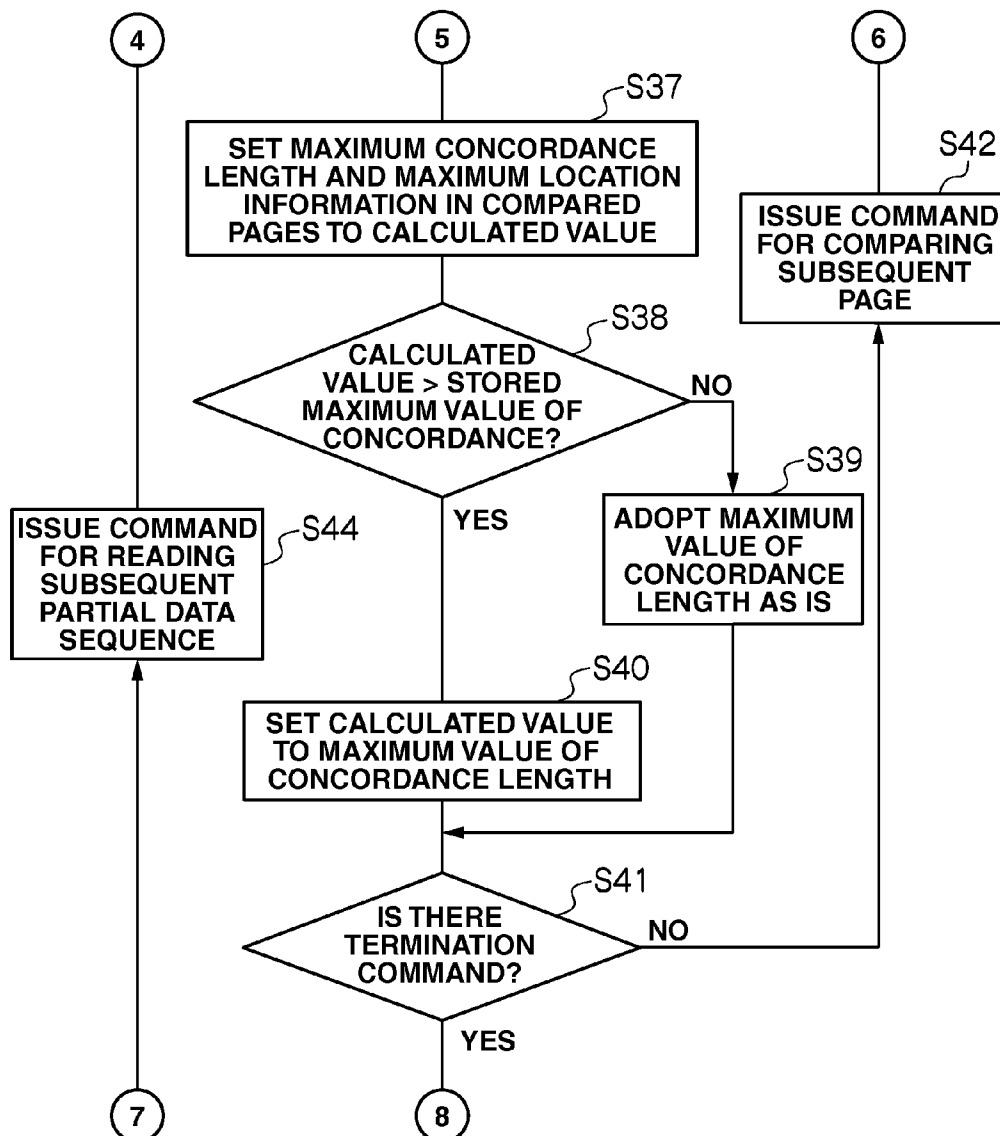 4
5
6
S37
SET MAXIMUM CONCORDANCE
LENGTH AND MAXIMUM LOCATION
INFORMATION IN COMPARED
PAGES TO CALCULATED VALUE
S42
ISSUE COMMAND
FOR COMPARING
SUBSEQUENT
PAGE
S38
CALCULATED
VALUE > STORED
MAXIMUM VALUE OF
CONCORDANCE?
NO
YES
S39
ADOPT MAXIMUM
VALUE OF
CONCORDANCE
LENGTH AS IS
S44
ISSUE COMMAND
FOR READING
SUBSEQUENT
PARTIAL DATA
SEQUENCE
S40
SET CALCULATED VALUE
TO MAXIMUM VALUE OF
CONCORDANCE LENGTH
S41
IS THERE
TERMINATION
COMMAND?
NO
YES
7
8